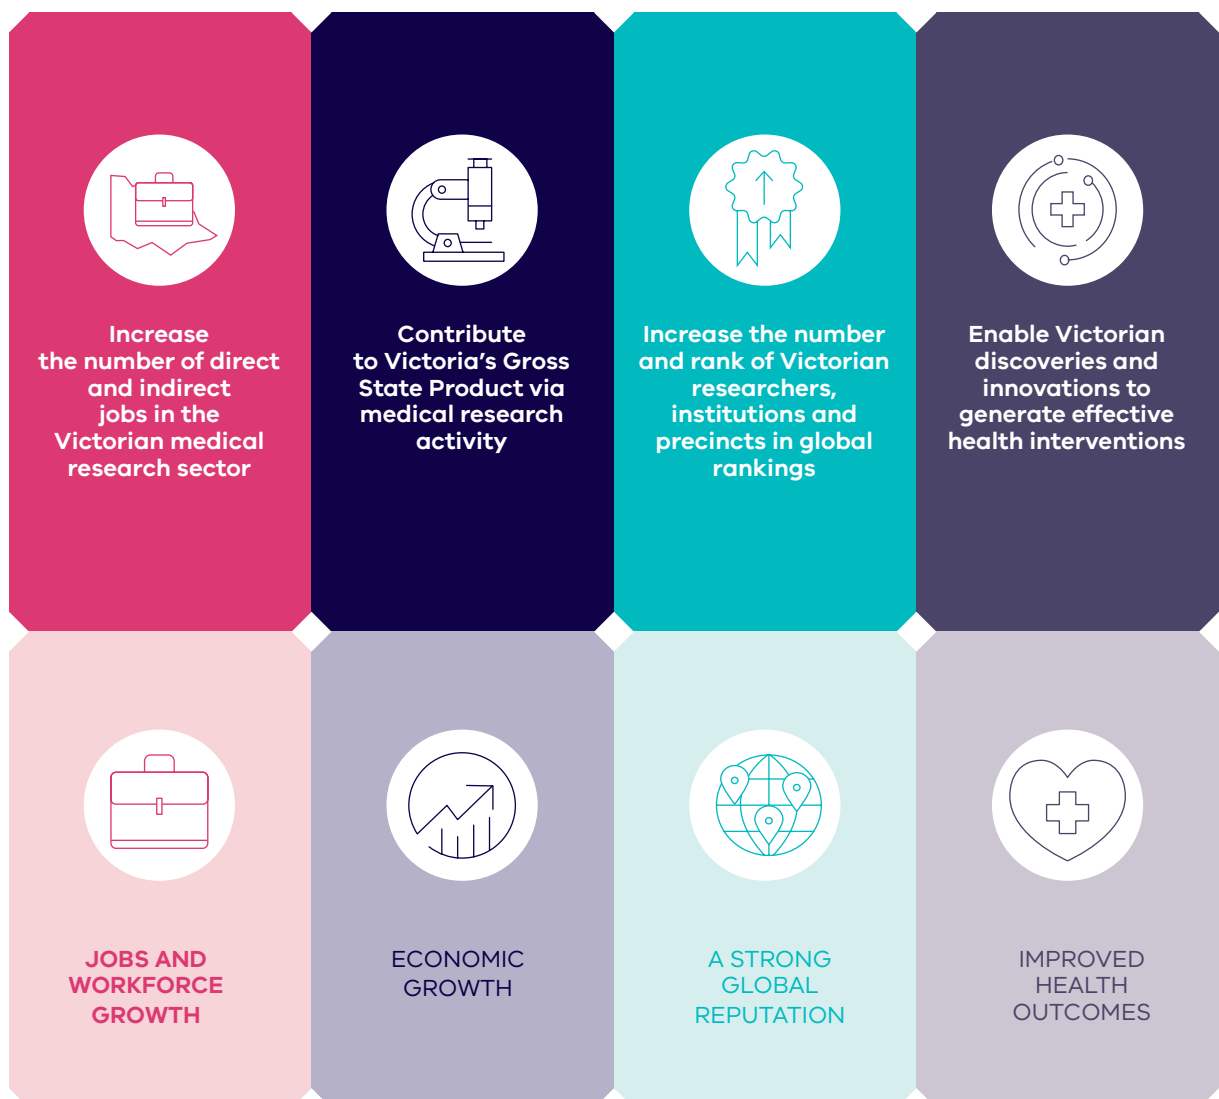 Increase
the number of direct
and indirect
jobs in the
Victorian medical
research sector
Contribute
to Victoria’s Gross
State Product via
medical research
activity
Increase the number
and rank of Victorian
researchers,
institutions and
precincts in global
rankings
Enable Victorian
discoveries and
innovations to
generate effective
health interventions
JOBS AND
WORKFORCE
GROWTH
ECONOMIC
GROWTH
A STRONG
GLOBAL
REPUTATION
IMPROVED
HEALTH
OUTCOMES